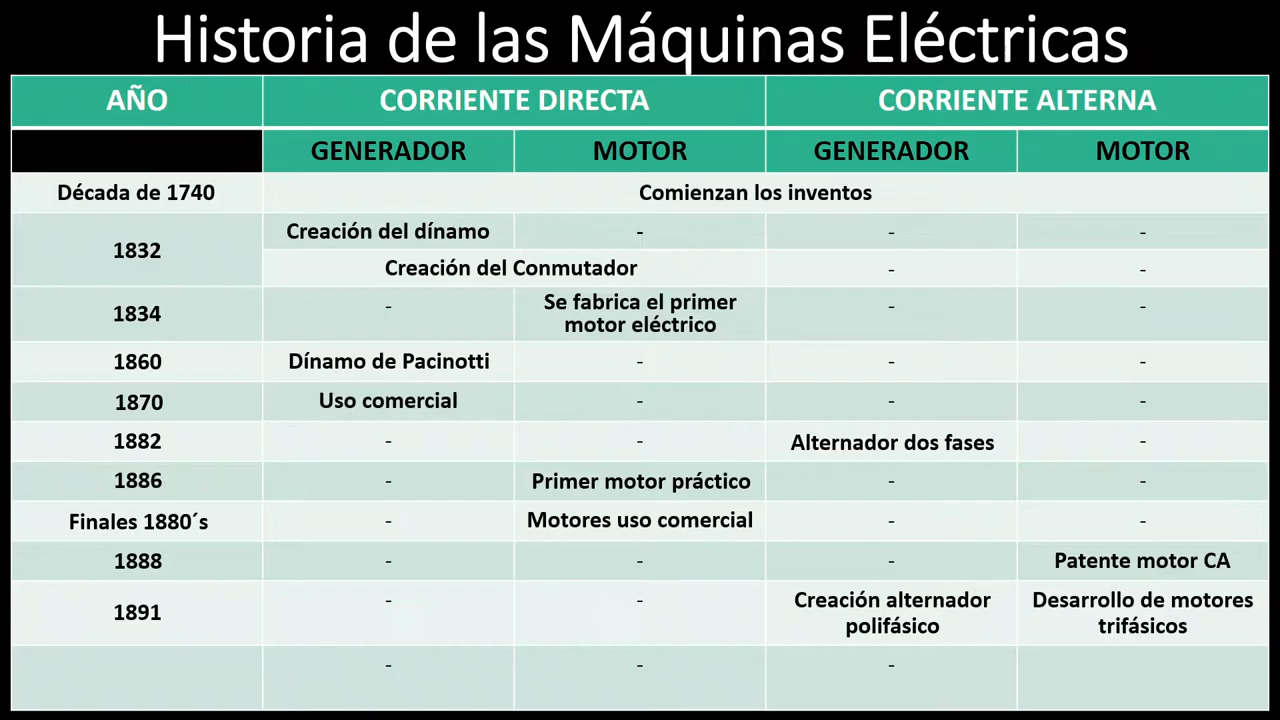 Historia de las Máquinas Eléctricas
AÑO CORRIENTE DIRECTA CORRIENTE ALTERNA
GENERADOR MOTOR GENERADOR MOTOR
Década de 1740 Comienzan los inventos
1832
Creación del dínamo - - -
Creación del Conmutador - -
1834 - Se fabrica el primer
motor eléctrico - -
1860 Dínamo de Pacinotti - - -
1870 Uso comercial - - -
1882 - - Alternador dos fases -
1886 - Primer motor práctico - -
Finales 1880´s - Motores uso comercial - -
1888 - - - Patente motor CA
1891 - - Creación alternador
polifásico
Desarrollo de motores
trifásicos
- - -